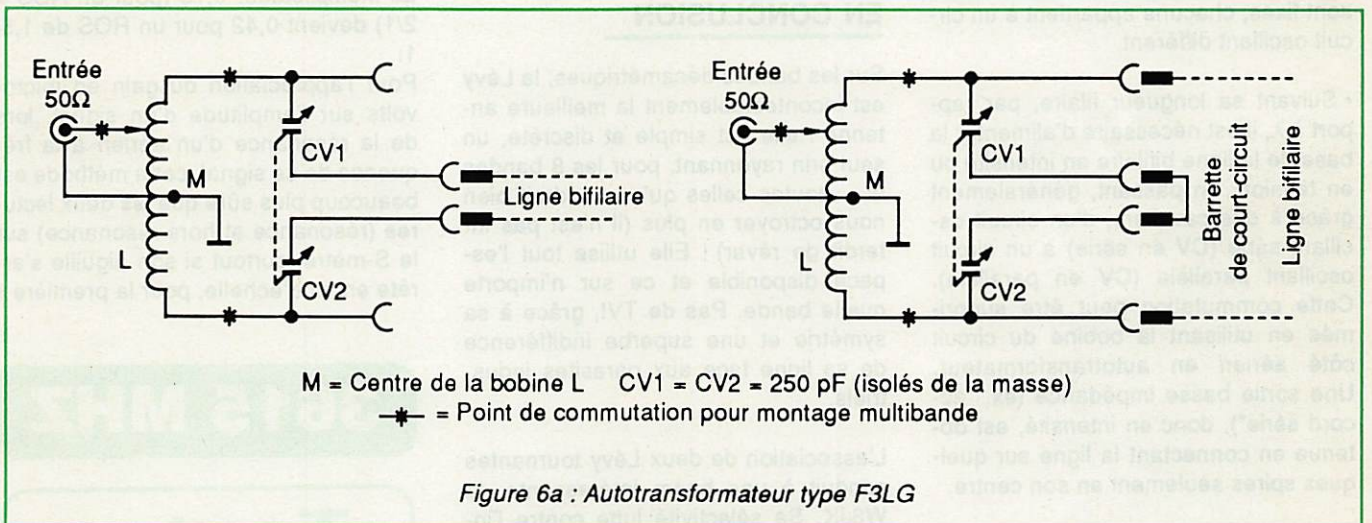 Entrée
50Ω
M
L
CV1
CV2
Ligne bifilaire
Entrée
50Ω
M
L
CV1
CV2
Barrette
de court-circuit
Ligne bifilaire
M = Centre de la bobine L CV1 = CV2 = 250 pF (isolés de la masse)
= Point de commutation pour montage multibande
Figure 6a : Autotransformateur type F3LG